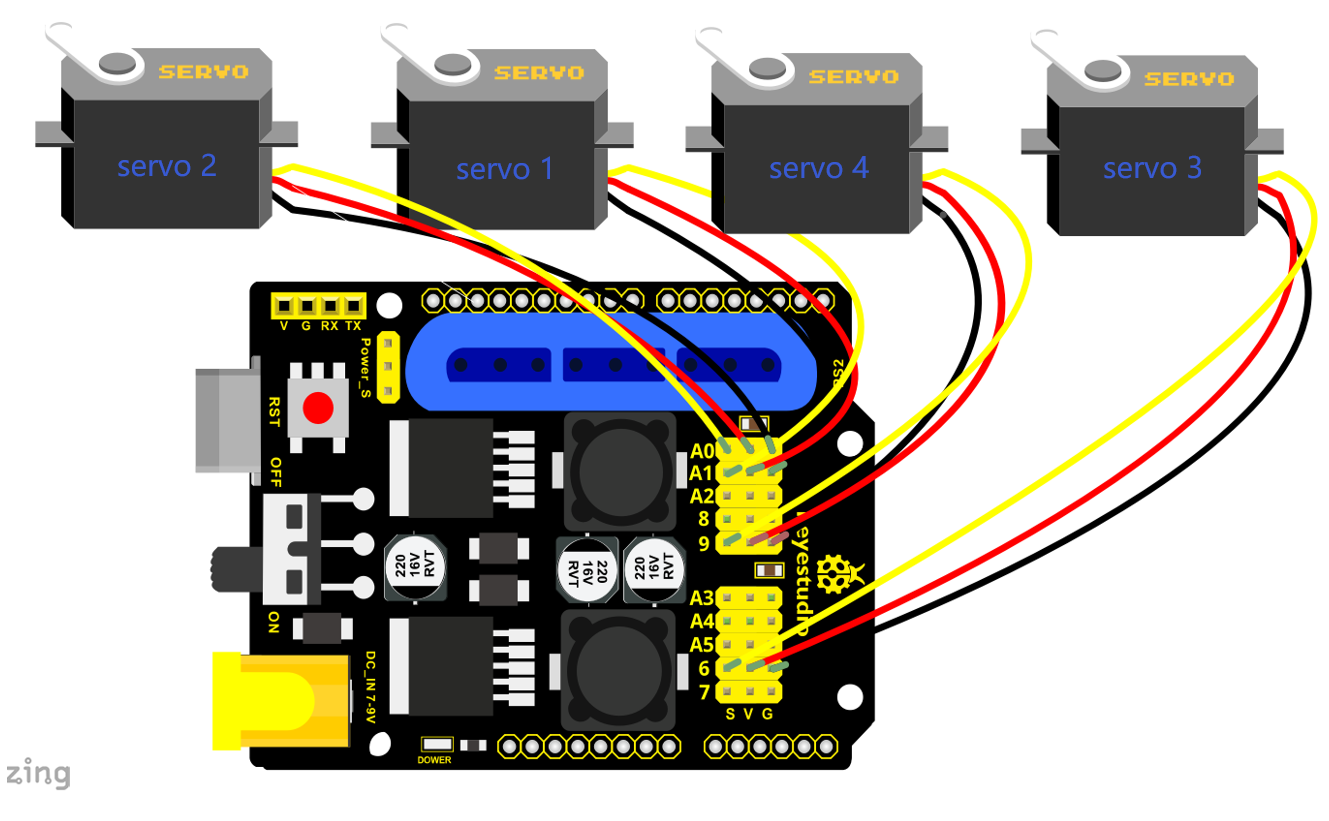 SERVO
SERVO
SERVO
SERVO
servo 2
servo 1
servo 4
servo 3
V G RX TX
Power_S
RST
OFF
ON
DC_IN 7-9V
220
16V
RVT
220
16V
RVT
220
16V
RVT
A0
A1
A2
8
9
A3
A4
A5
6
7
S V G
keyestudio
DOWER
zing